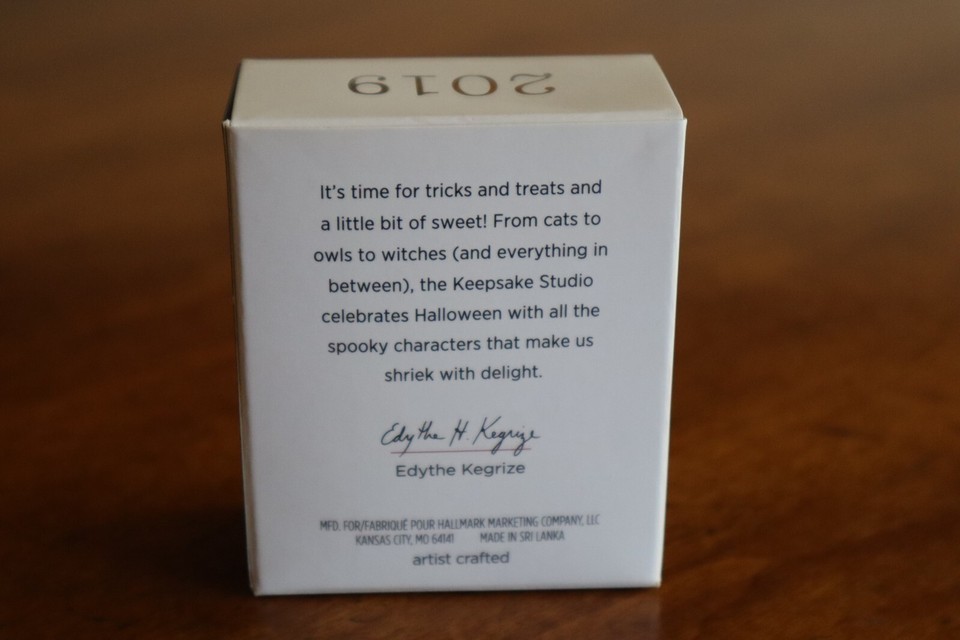 2019
It's time for tricks and treats and
a little bit of sweet! From cats to
owls to witches (and everything in
between), the Keepsake Studio
celebrates Halloween with all the
spooky characters that make us
shriek with delight.
Edythe H. Kegrize
Edythe Kegrize
MFD. FOR/FABRIQUÉ POUR HALLMARK MARKETING COMPANY, LLC
KANSAS CITY, MO 64141 MADE IN SRI LANKA
artist crafted